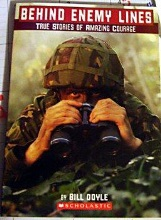 BEHIND ENEMY LINES
TRUE STORIES OF AMAZING COURAGE
BY BILL DOYLE
SCHOLASTIC